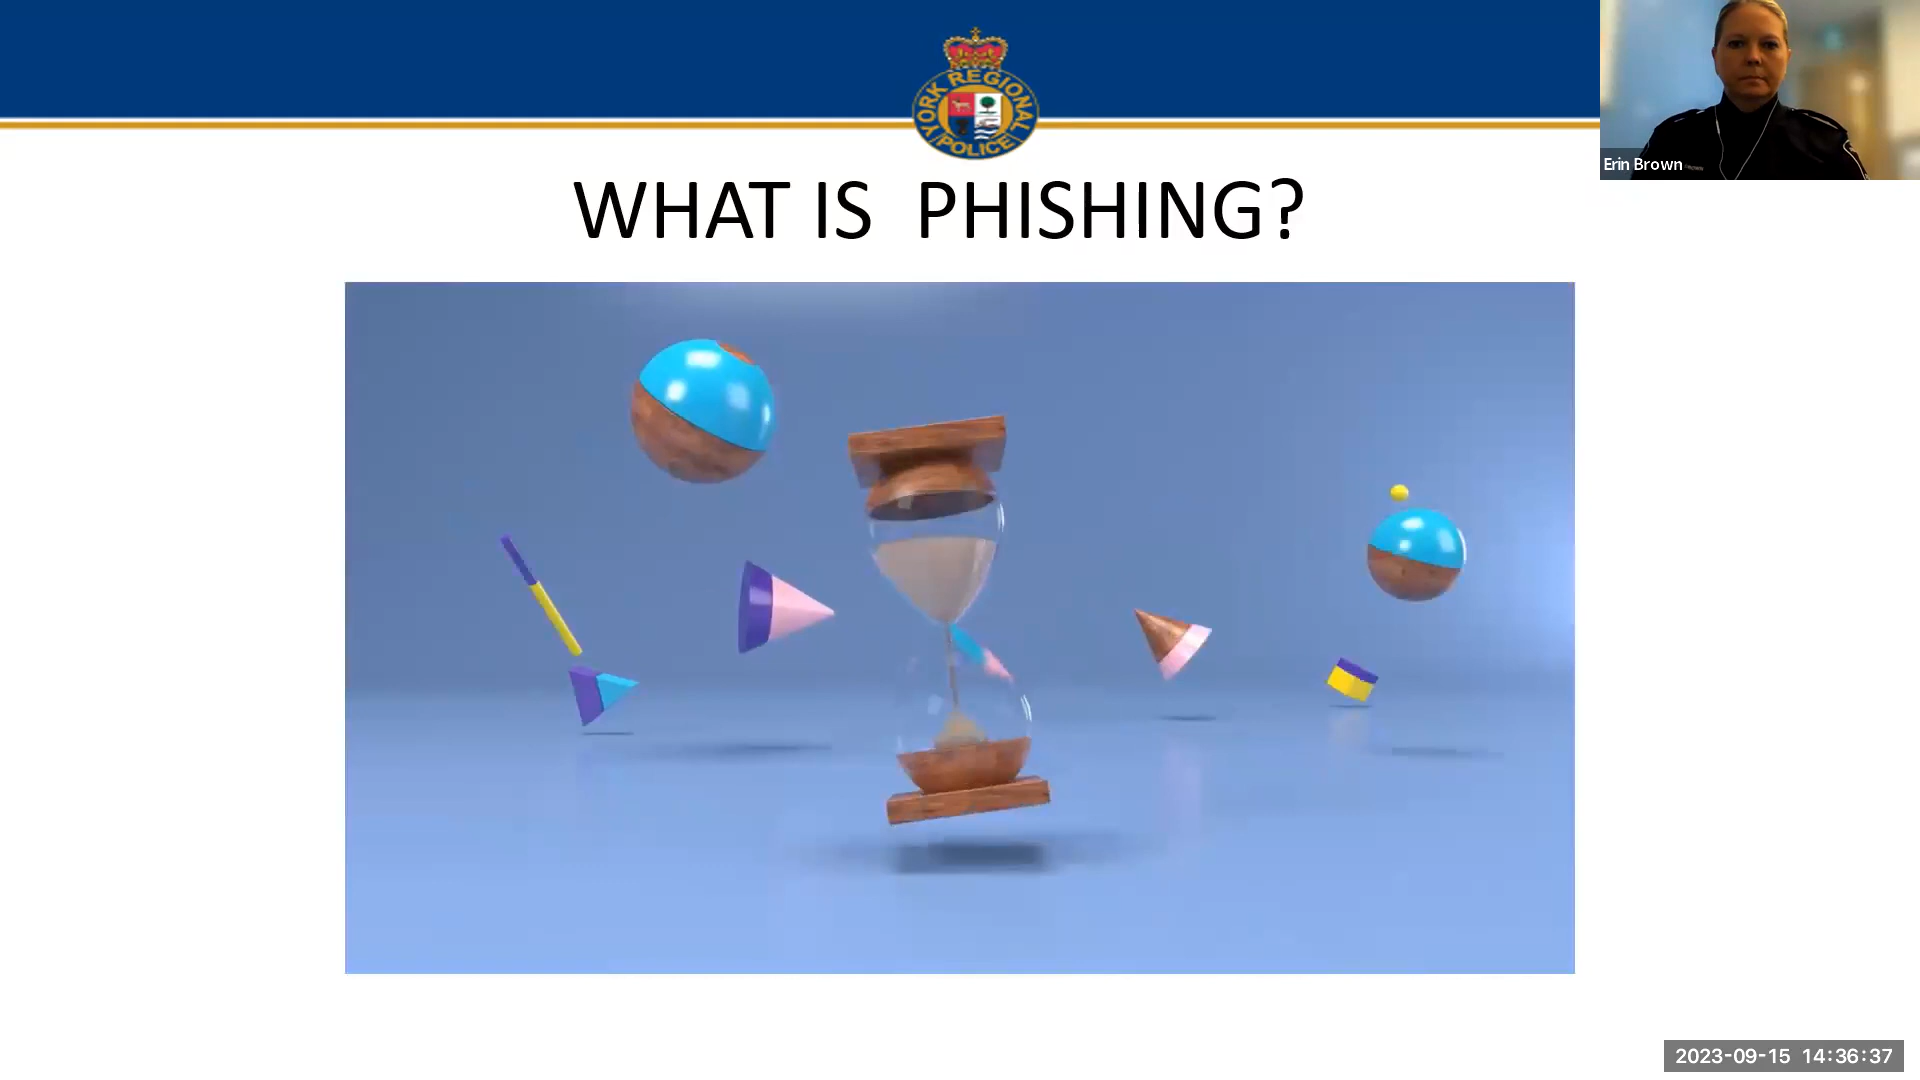 YORK REGIONAL
POLICE
Erin Brown
WHAT IS  PHISHING?
2023-09-15 14:36:37